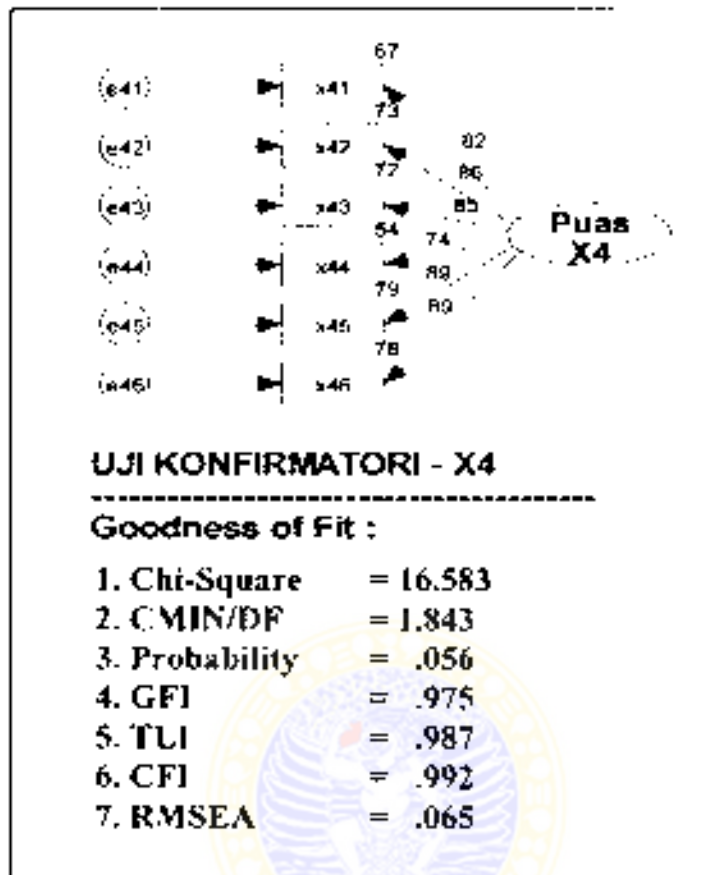 67
e41 x41
73
e42 x42 82
72 86
e43 x43 85 Puas
54 74 X4
e44 x44 89
79 89
e45 x45
78
e46 x46
UJI KONFIRMATORI - X4
Goodness of Fit :
1. Chi-Square = 16.583
2. CMIN/DF = 1.843
3. Probability = .056
4. GFI = .975
5. TLI = .987
6. CFI = .992
7. RMSEA = .065